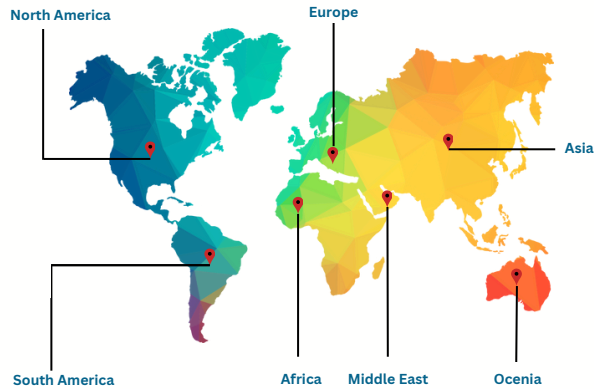 North America
Europe
Asia
South America
Africa
Middle East
Ocenia